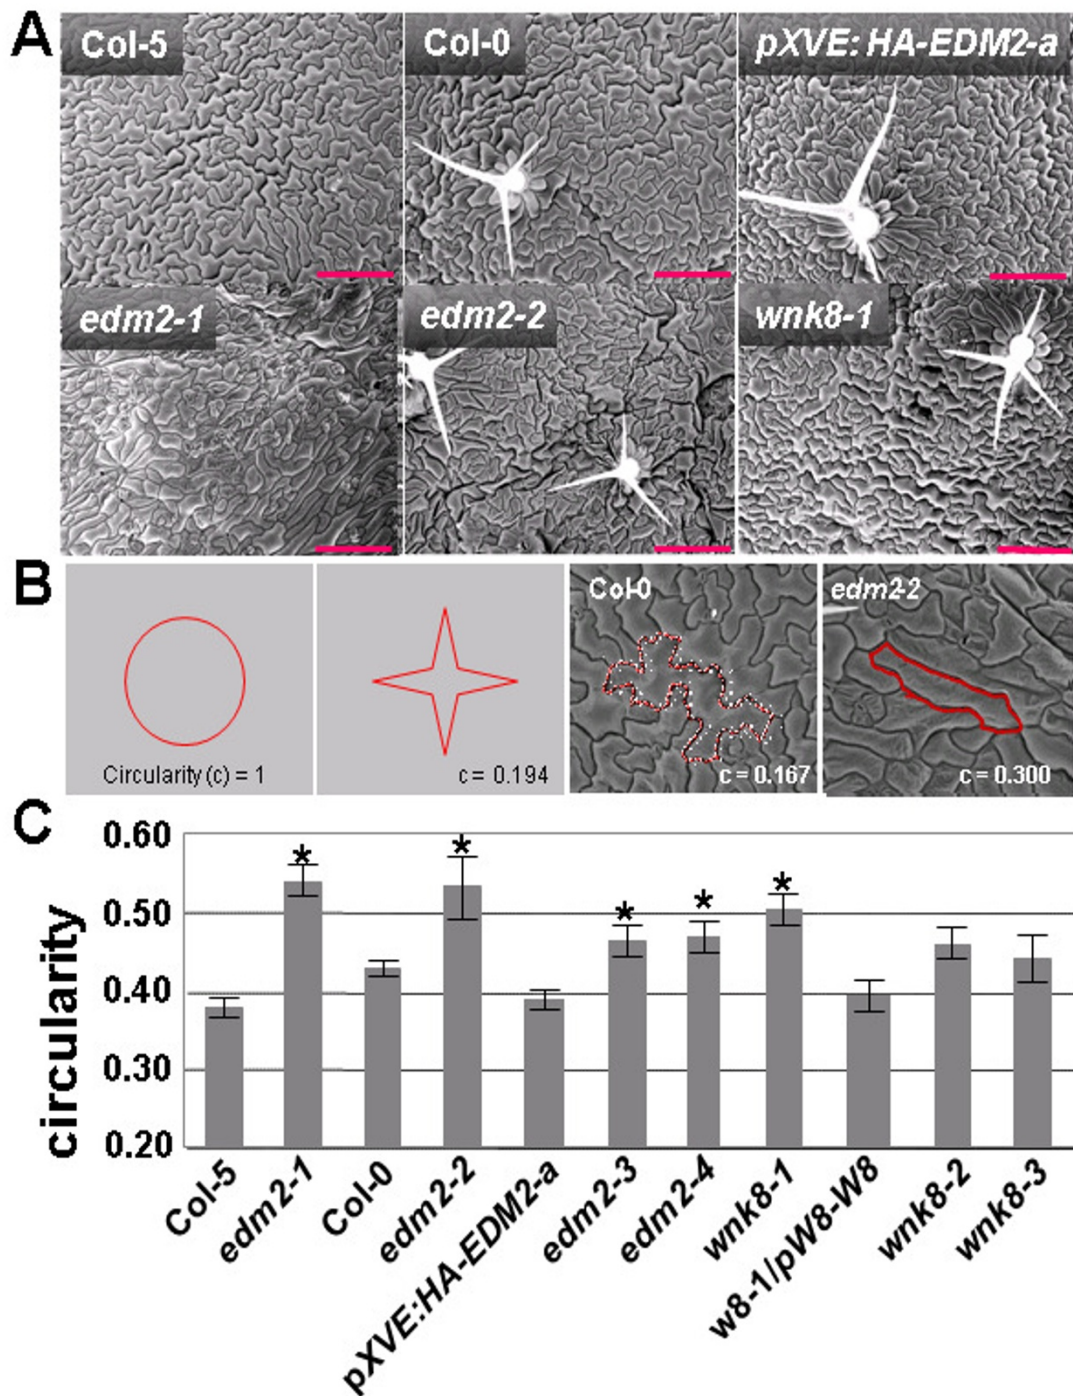 A
Col-5
Col-0
pXVE:HA-EDM2-a
edm2-1
edm2-2
wnk8-1
B
Circularity (c) = 1
c = 0.194
Col-0
c = 0.167
edm2-2
c = 0.300
C
circularity
0.60
0.50
0.40
0.30
0.20
* * * * *
Col-5
edm2-1
Col-0
edm2-2
pXVE:HA-EDM2-a
edm2-3
edm2-4
wnk8-1
w8-1/pW8-W8
wnk8-2
wnk8-3